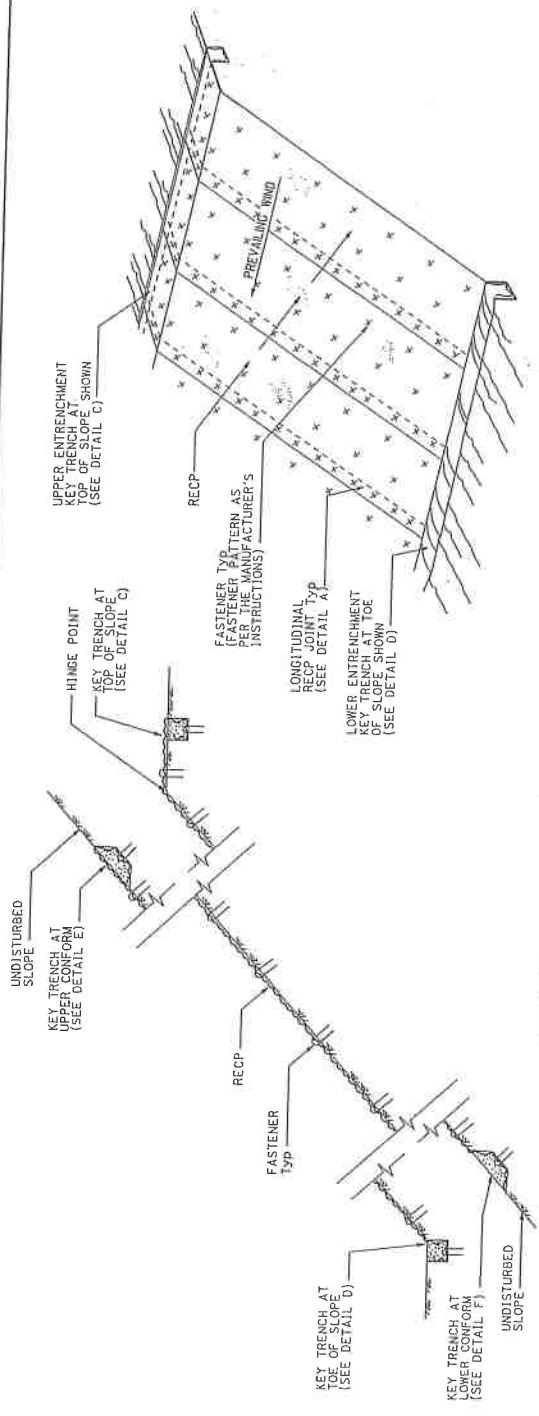 UNDISTURBED
SLOPE
KEY TRENCH AT
UPPER CONFORM
(SEE DETAIL E)
HINGE POINT
KEY TRENCH AT
TOP OF SLOPE
(SEE DETAIL C)
RECP
FASTENER
Typ
KEY TRENCH AT
TOE OF SLOPE
(SEE DETAIL D)
KEY TRENCH AT
LOWER CONFORM
(SEE DETAIL F)
UNDISTURBED
SLOPE
UPPER ENTRENCHMENT
KEY TRENCH AT
TOP OF SLOPE SHOWN
(SEE DETAIL C)
RECP
PREVAILING WIND
FASTENER Typ
(FASTENER PATTERN AS
PER THE MANUFACTURER'S
INSTRUCTIONS)
LONGITUDINAL
RECP JOINT Typ
(SEE DETAIL A)
LOWER ENTRENCHMENT
KEY TRENCH AT TOE
OF SLOPE SHOWN
(SEE DETAIL D)